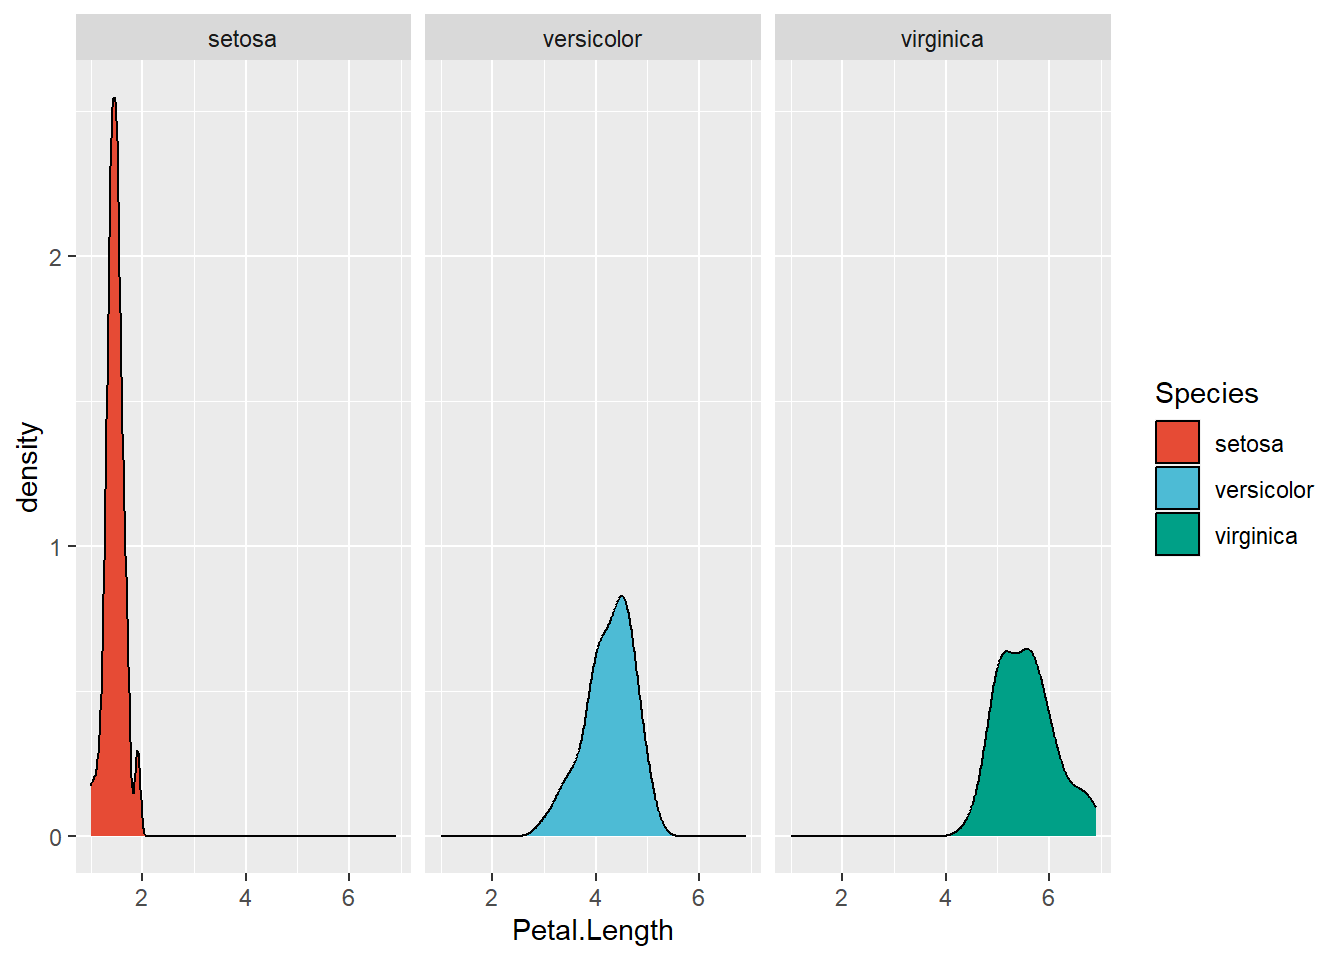 setosa versicolor virginica
2
1
0
density
2 4 6 2 4 6 2 4 6
Petal.Length
Species
setosa
versicolor
virginica